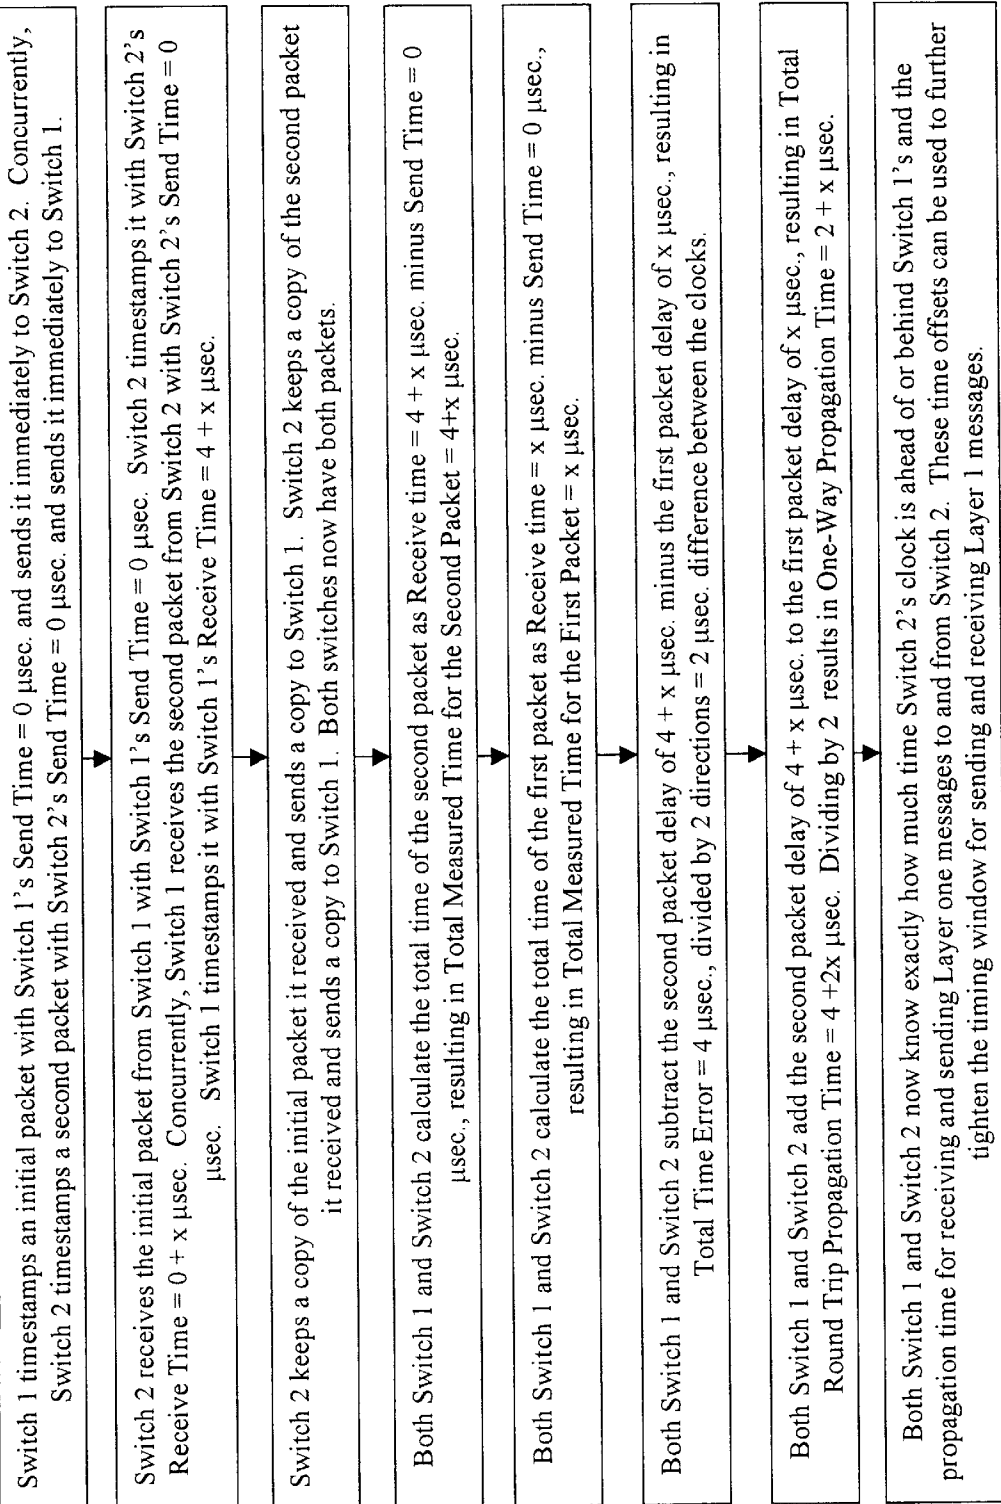 Switch 1 timestamps an initial packet with Switch 1's Send Time = 0 µsec. and sends it immediately to Switch 2. Concurrently,
Switch 2 timestamps a second packet with Switch 2's Send Time = 0 µsec. and sends it immediately to Switch 1.
Switch 2 receives the initial packet from Switch 1 with Switch 1's Send Time = 0 µsec. Switch 2 timestamps it with Switch 2's
Receive Time = 0 + x µsec. Concurrently, Switch 1 receives the second packet from Switch 2 with Switch 2's Send Time = 0
µsec. Switch 1 timestamps it with Switch 1's Receive Time = 4 + x µsec.
Switch 2 keeps a copy of the initial packet it received and sends a copy to Switch 1. Switch 2 keeps a copy of the second packet
it received and sends a copy to Switch 1. Both switches now have both packets.
Both Switch 1 and Switch 2 calculate the total time of the second packet as Receive time = 4 + x µsec. minus Send Time = 0
µsec., resulting in Total Measured Time for the Second Packet = 4+x µsec.
Both Switch 1 and Switch 2 calculate the total time of the first packet as Receive time = x µsec. minus Send Time = 0 µsec.,
resulting in Total Measured Time for the First Packet = x µsec.
Both Switch 1 and Switch 2 subtract the second packet delay of 4 + x µsec. minus the first packet delay of x µsec., resulting in
Total Time Error = 4 µsec., divided by 2 directions = 2 µsec. difference between the clocks.
Both Switch 1 and Switch 2 add the second packet delay of 4 + x µsec. to the first packet delay of x µsec., resulting in Total
Round Trip Propagation Time = 4 +2x µsec. Dividing by 2 results in One-Way Propagation Time = 2 + x µsec.
Both Switch 1 and Switch 2 now know exactly how much time Switch 2's clock is ahead of or behind Switch 1's and the
propagation time for receiving and sending Layer one messages to and from Switch 2. These time offsets can be used to further
tighten the timing window for sending and receiving Layer 1 messages.